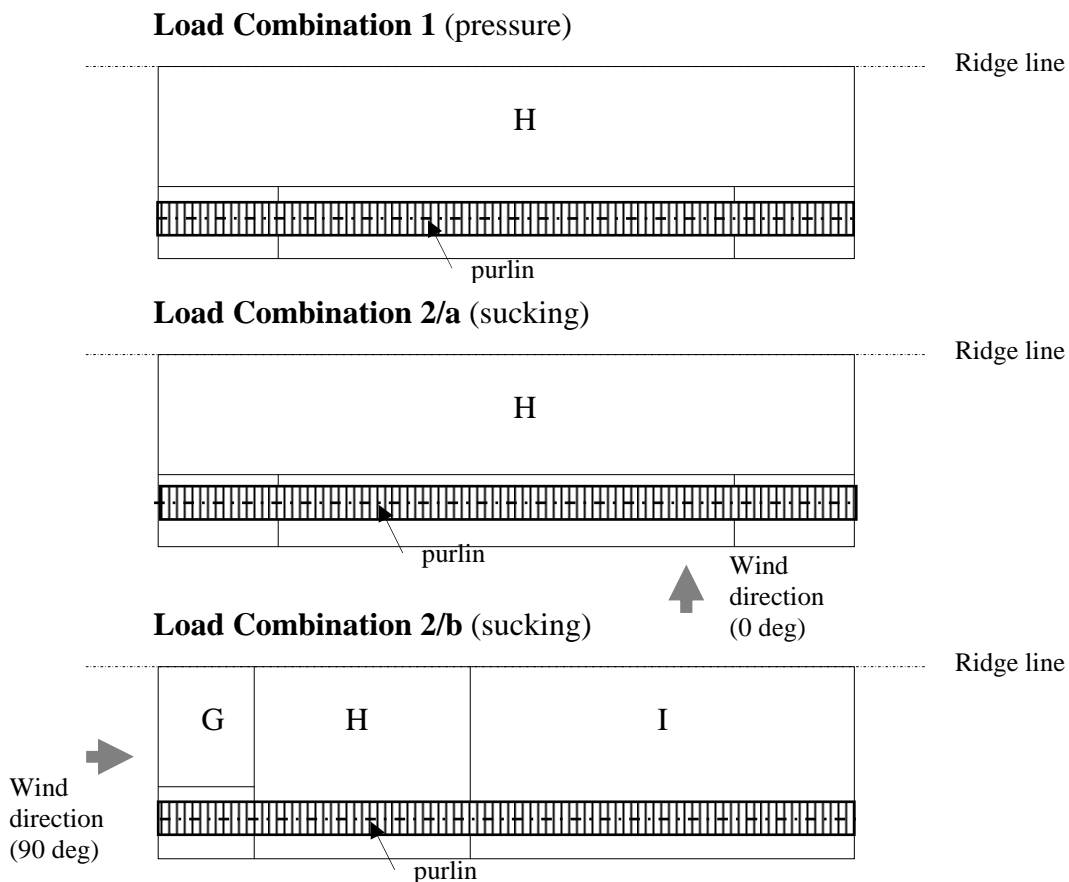 Load Combination 1 (pressure)
Ridge line
H
purlin
Load Combination 2/a (sucking)
Ridge line
H
purlin
Wind
direction
(0 deg)
Load Combination 2/b (sucking)
Ridge line
G H I
Wind
direction
(90 deg)
purlin